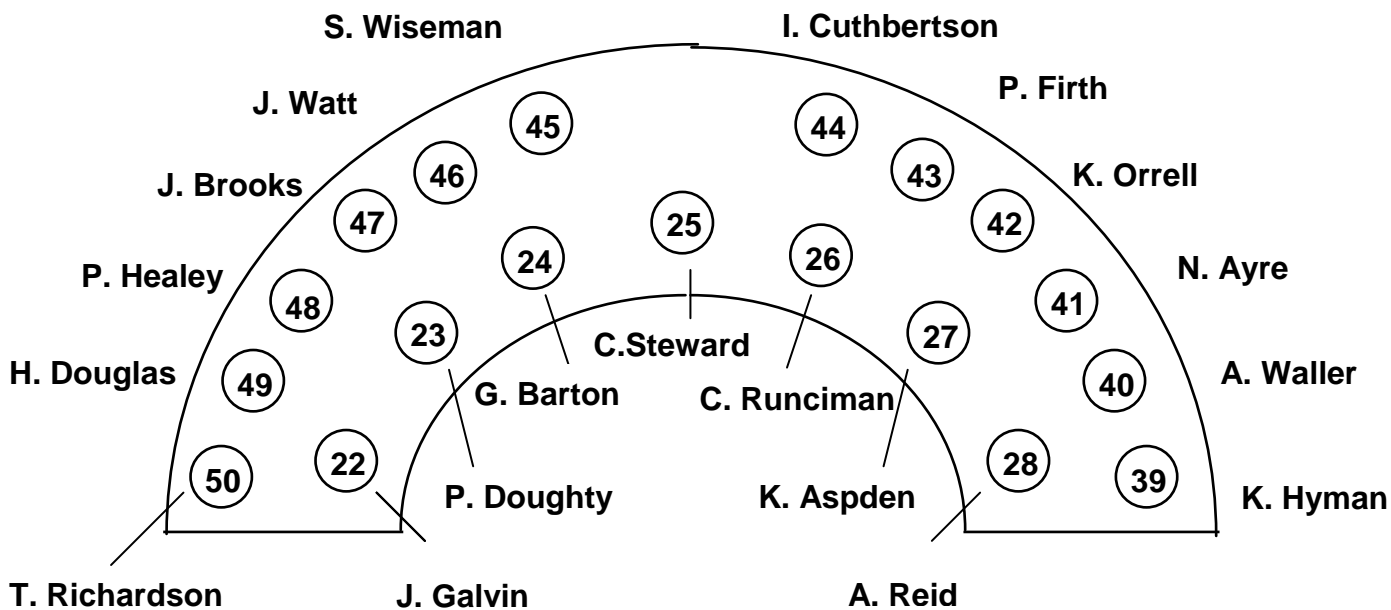 S. Wiseman
I. Cuthbertson
J. Watt
P. Firth
45
44
46
43
J. Brooks
K. Orrell
47
42
25
24
26
P. Healey
N. Ayre
48
41
23
27
C.Steward
H. Douglas
A. Waller
49
40
G. Barton
C. Runciman
22
28
50
39
P. Doughty
K. Aspden
K. Hyman
T. Richardson
J. Galvin
A. Reid